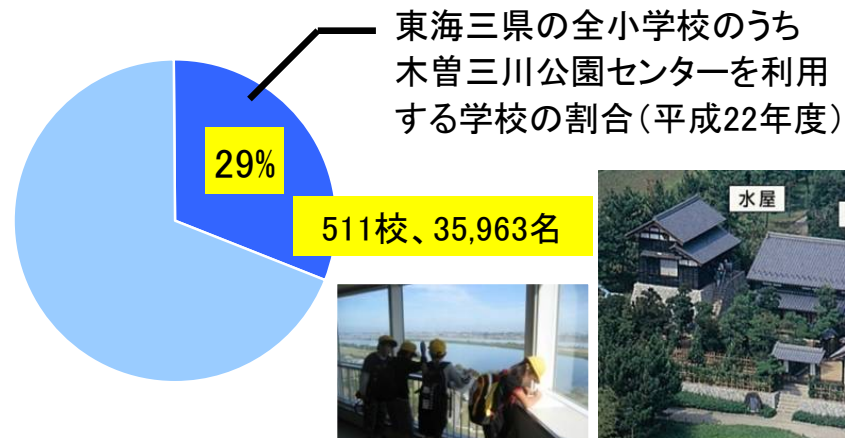 東海三県の全小学校のうち
木曽三川公園センターを利用
する学校の割合（平成22年度）
29%
511校、35,963名
水屋